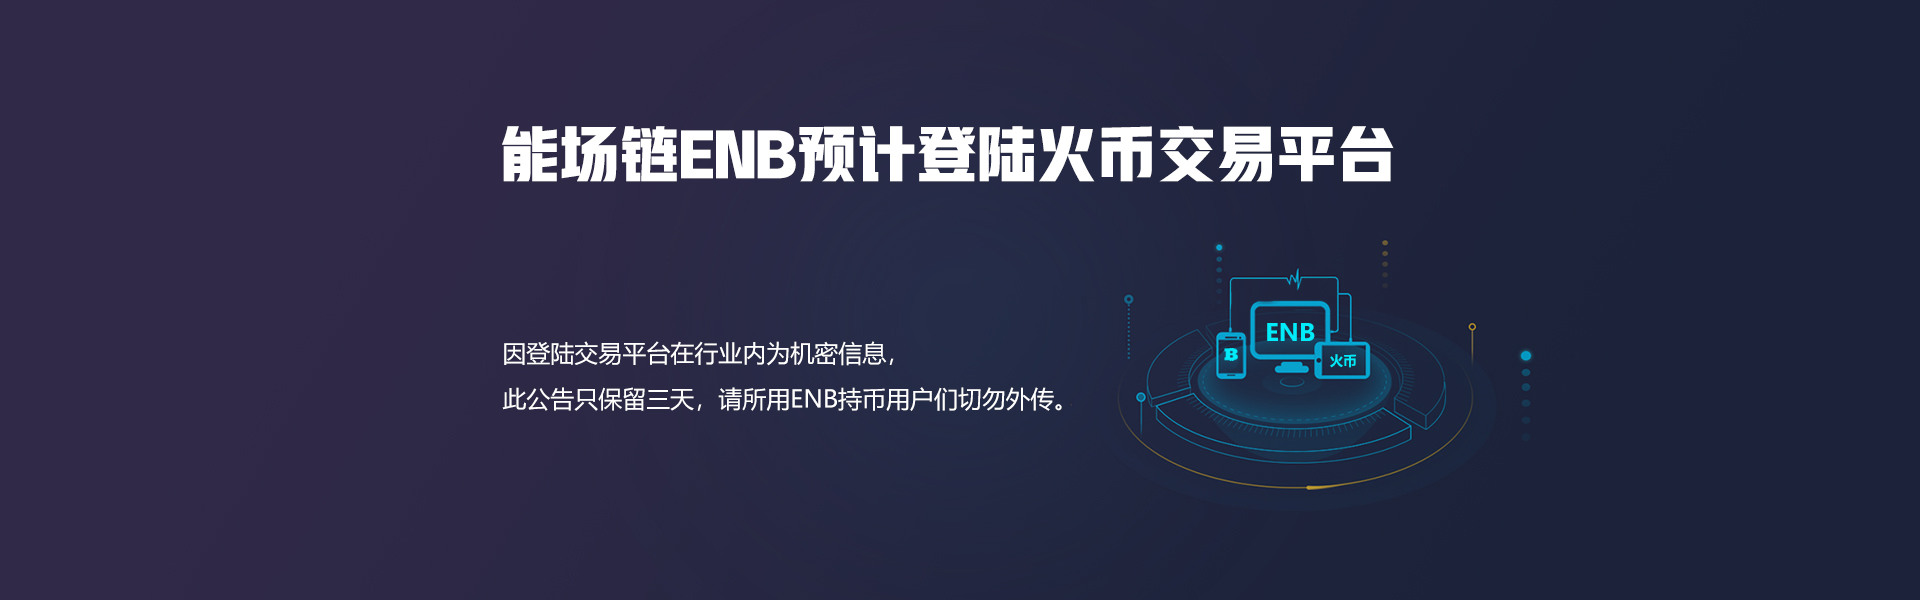 能场链ENB预计登陆火币交易平台
因登陆交易平台在行业内为机密信息，
此公告只保留三天，请所用ENB持币用户们切勿外传。
ENB
B
火币